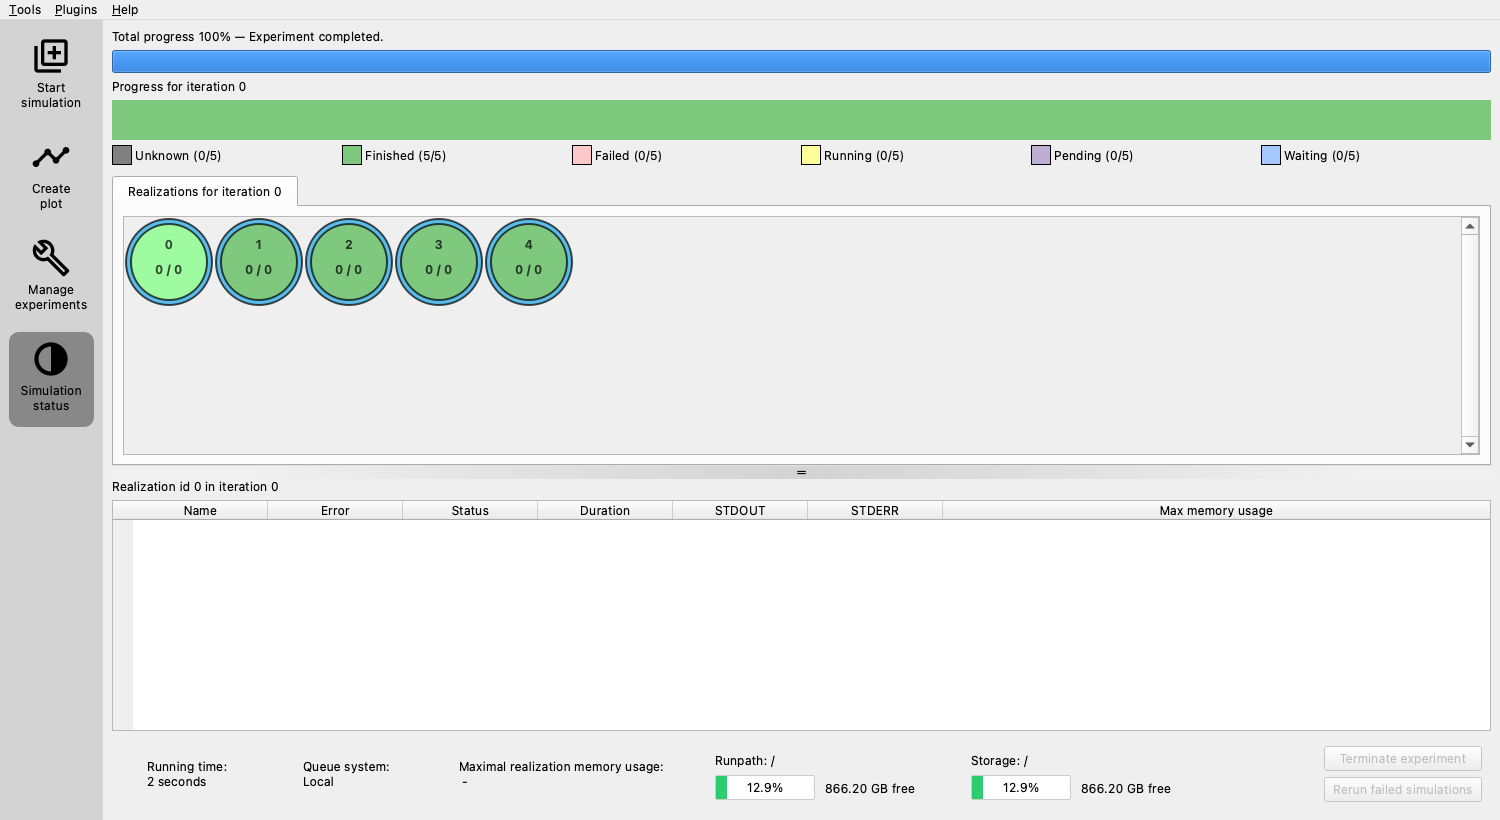 Tools Plugins Help
Start
simulation
Create
plot
Manage
experiments
Simulation
status
Total progress 100% — Experiment completed.
Progress for iteration 0
Unknown (0/5) Finished (5/5) Failed (0/5) Running (0/5) Pending (0/5) Waiting (0/5)
Realizations for iteration 0
0 1 2 3 4
0 / 0 0 / 0 0 / 0 0 / 0 0 / 0
Realization id 0 in iteration 0
Name Error Status Duration STDOUT STDERR Max memory usage
Running time:
2 seconds
Queue system:
Local
Maximal realization memory usage:
-
Runpath: /
12.9% 866.20 GB free
Storage: /
12.9% 866.20 GB free
Terminate experiment
Rerun failed simulations